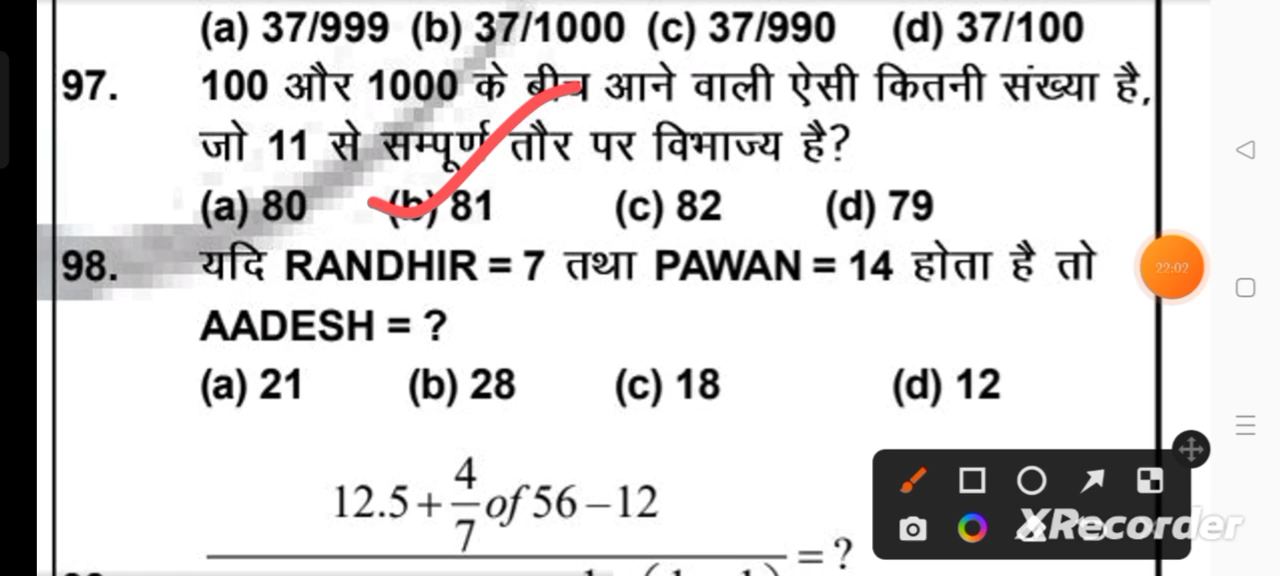 (a) 37/999 (b) 37/1000 (c) 37/990 (d) 37/100
97. 100 और 1000 के बीच आने वाली ऐसी कितनी संख्या है,
जो 11 से सम्पूर्ण तौर पर विभाज्य है?
(a) 80 (b) 81 (c) 82 (d) 79
98. यदि RANDHIR = 7 तथा PAWAN = 14 होता है तो
22:02
AADESH = ?
(a) 21 (b) 28 (c) 18 (d) 12
12.5 + 4/7 of 56 – 12
= ?
XRecorder